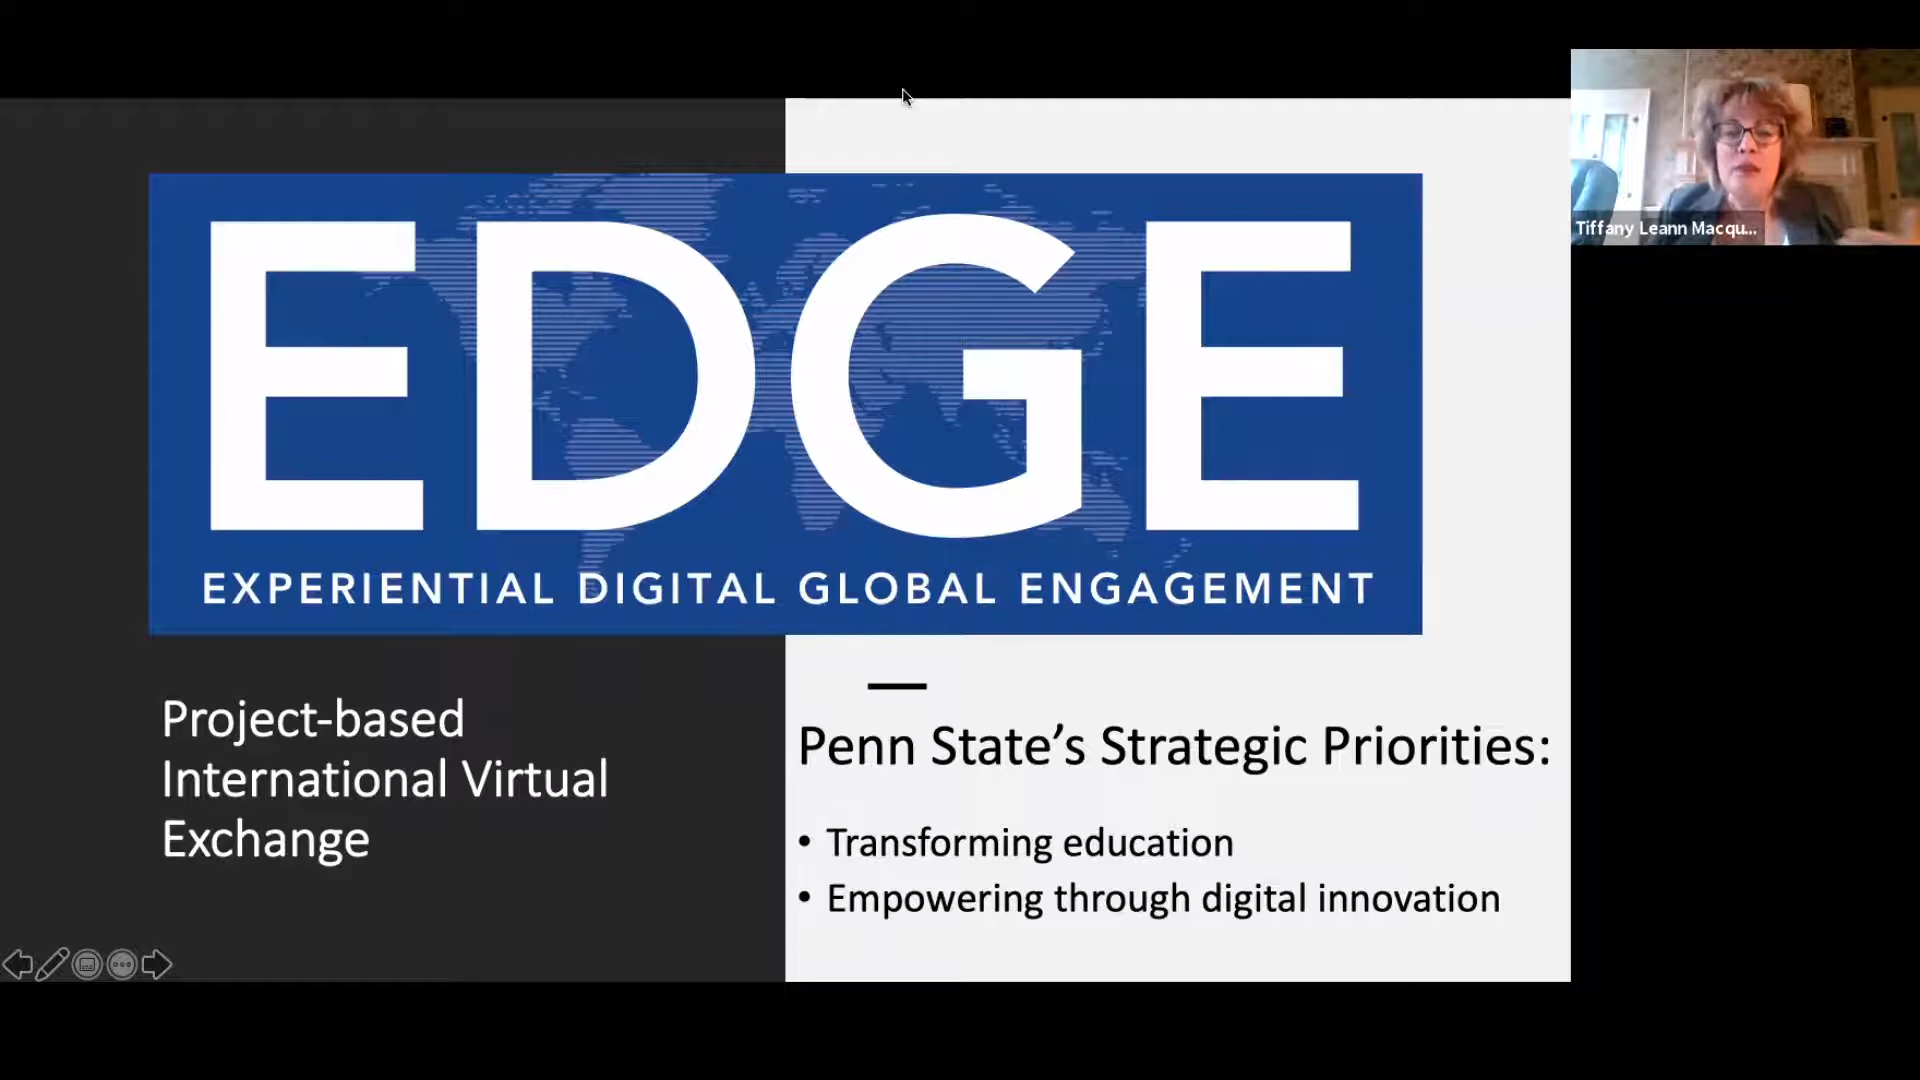 EDGE
EXPERIENTIAL DIGITAL GLOBAL ENGAGEMENT
Project-based
International Virtual
Exchange
Penn State’s Strategic Priorities:
• Transforming education
• Empowering through digital innovation
Tiffany Leann Macqu...